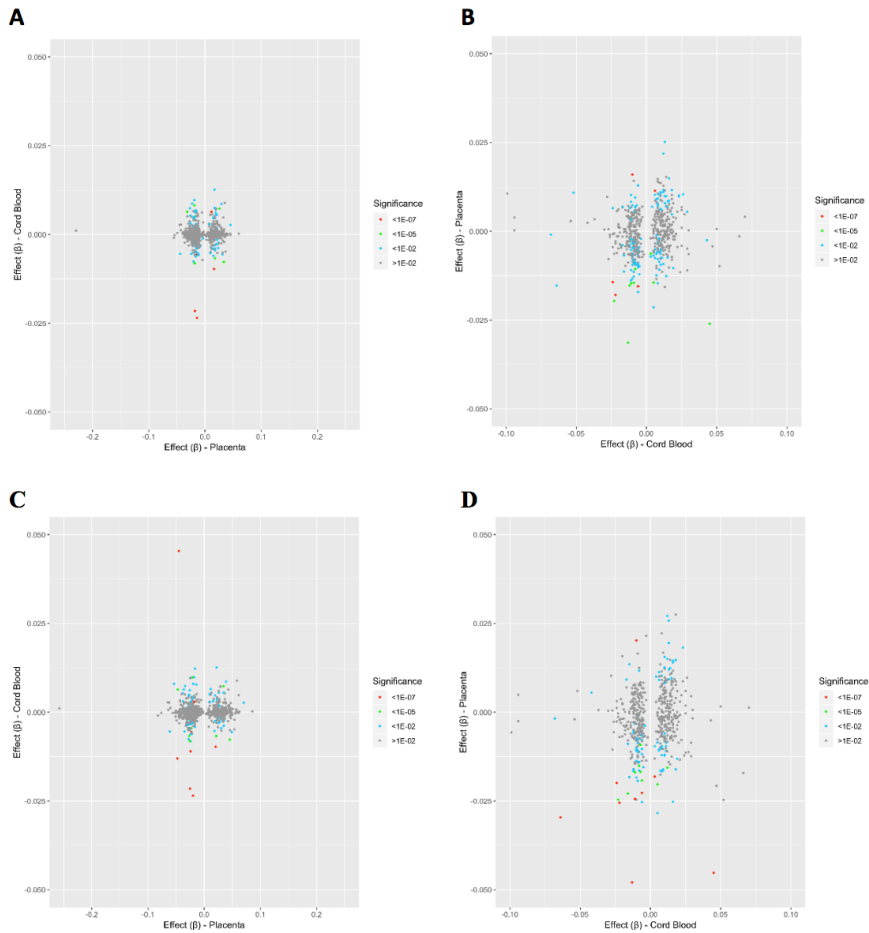 A
0.050
0.025
0.000
-0.025
-0.050
Effect (β) - Cord Blood
-0.2
-0.1
0.0
0.1
0.2
Effect (β) - Placenta
Significance
<1E-07
<1E-05
<1E-02
>1E-02
B
0.050
0.025
0.000
-0.025
-0.050
Effect (β) - Placenta
-0.10
-0.05
0.00
0.05
0.10
Effect (β) - Cord Blood
Significance
<1E-07
<1E-05
<1E-02
>1E-02
C
0.050
0.025
0.000
-0.025
-0.050
Effect (β) - Cord Blood
-0.2
-0.1
0.0
0.1
0.2
Effect (β) - Placenta
Significance
<1E-07
<1E-05
<1E-02
>1E-02
D
0.050
0.025
0.000
-0.025
-0.050
Effect (β) - Placenta
-0.10
-0.05
0.00
0.05
0.10
Effect (β) - Cord Blood
Significance
<1E-07
<1E-05
<1E-02
>1E-02